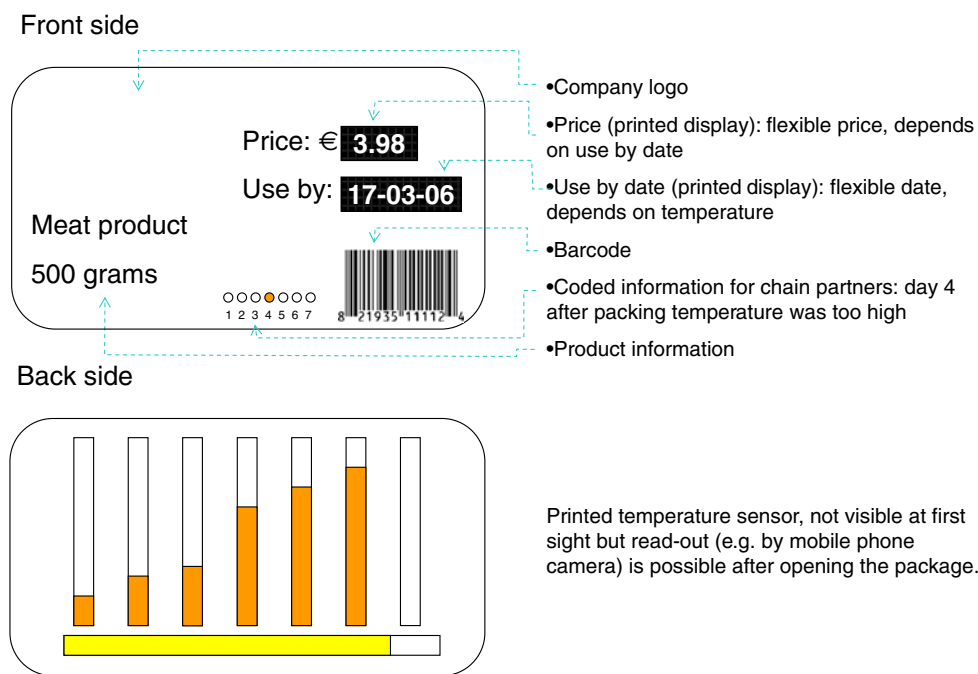 Front side
•Company logo
•Price (printed display): flexible price, depends
on use by date
Price: € 3.98
Use by: 17-03-06
•Use by date (printed display): flexible date,
depends on temperature
Meat product
•Barcode
500 grams
•Coded information for chain partners: day 4
after packing temperature was too high
1 2 3 4 5 6 7
8 21935 11112 4
•Product information
Back side
Printed temperature sensor, not visible at first
sight but read-out (e.g. by mobile phone
camera) is possible after opening the package.